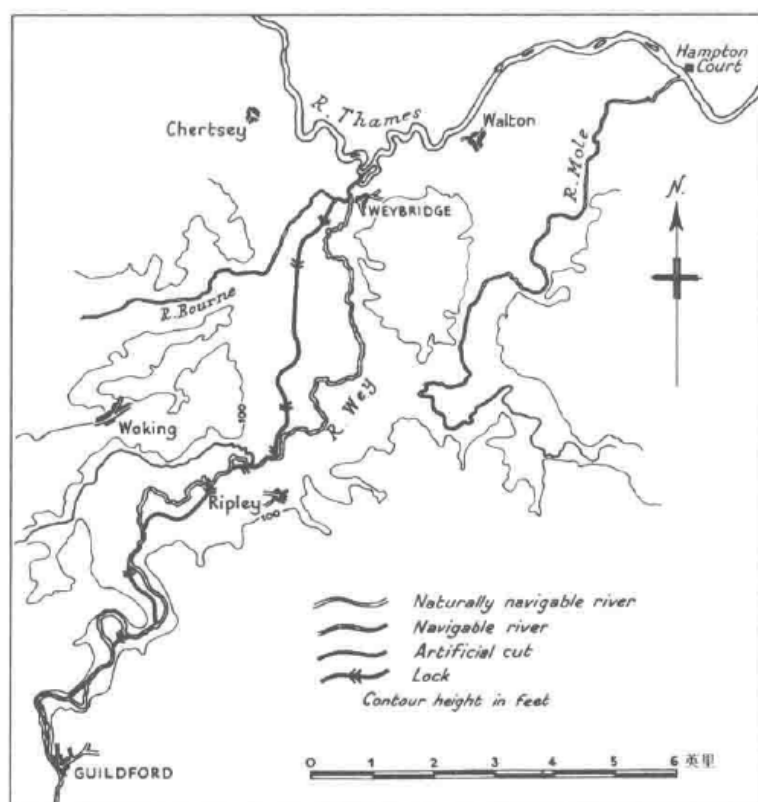 Hampton
Court
R. Thames
Chertsey
Walton
R. Mole
N.
WEYBRIDGE
R. Bourne
R. Wey
100
Woking
Ripley
100
Naturally navigable river
Navigable river
Artificial cut
Lock
Contour height in feet
GUILDFORD
0 1 2 3 4 5 6 英里